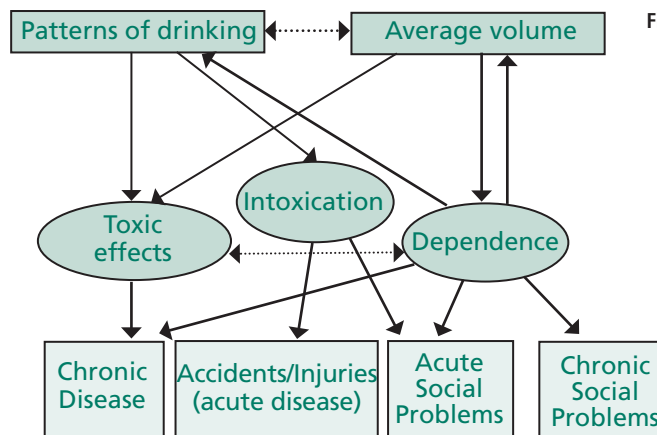 Patterns of drinking
Average volume
F
Toxic
effects
Intoxication
Dependence
Chronic
Disease
Accidents/Injuries
(acute disease)
Acute
Social
Problems
Chronic
Social
Problems